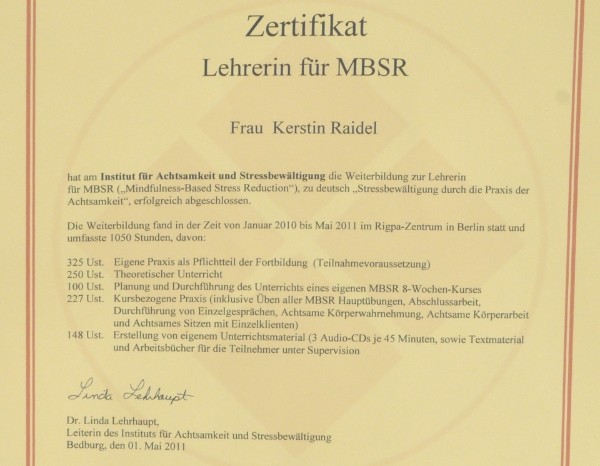 Zertifikat
Lehrerin für MBSR
Frau Kerstin Raidel
hat am Institut für Achtsamkeit und Stressbewältigung die Weiterbildung zur Lehrerin
für MBSR („Mindfulness-Based Stress Reduction“), zu deutsch „Stressbewältigung durch die Praxis der
Achtsamkeit“, erfolgreich abgeschlossen.
Die Weiterbildung fand in der Zeit von Januar 2010 bis Mai 2011 im Rigpa-Zentrum in Berlin statt und
umfasste 1050 Stunden, davon:
325 Ust. Eigene Praxis als Pflichtteil der Fortbildung (Teilnahmevoraussetzung)
250 Ust. Theoretischer Unterricht
100 Ust. Planung und Durchführung des Unterrichts eines eigenen MBSR 8-Wochen-Kurses
227 Ust. Kursbezogene Praxis (inklusive Üben aller MBSR Hauptübungen, Abschlussarbeit,
Durchführung von Einzelgesprächen, Achtsame Körperwahrnehmung, Achtsame Körperarbeit
und Achtsames Sitzen mit Einzelklienten)
148 Ust. Erstellung von eigenem Unterrichtsmaterial (3 Audio-CDs je 45 Minuten, sowie Textmaterial
und Arbeitsbücher für die Teilnehmer unter Supervision
Linda Lehrhaupt
Dr. Linda Lehrhaupt,
Leiterin des Instituts für Achtsamkeit und Stressbewältigung
Bedburg, den 01. Mai 2011